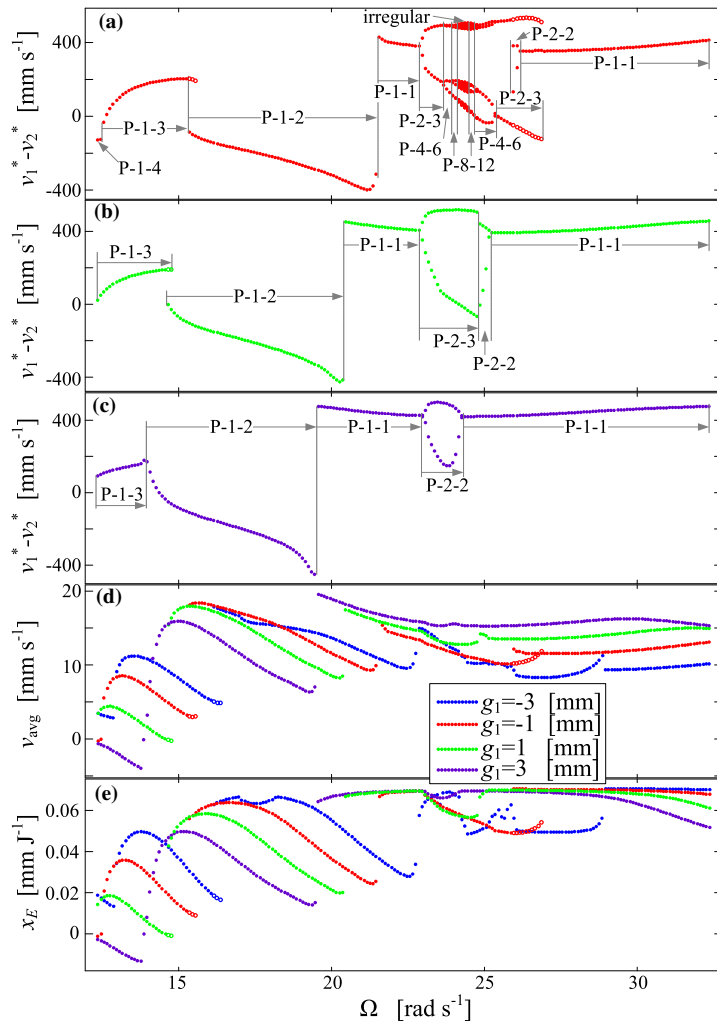 (a)
irregular
P-2-2
P-1-1
P-1-1
P-1-3
P-1-2
P-2-3
P-2-3
P-4-6
P-4-6
P-1-4
P-8-12
400
0
-400
v₁*-v₂* [mm s⁻¹]
(b)
P-1-3
P-1-1
P-1-1
P-1-2
P-2-3
P-2-2
400
0
-400
v₁*-v₂* [mm s⁻¹]
(c)
P-1-2
P-1-1
P-1-1
P-1-3
P-2-2
400
0
-400
v₁*-v₂* [mm s⁻¹]
(d)
20
10
0
v_avg [mm s⁻¹]
g₁=-3 [mm]
g₁=-1 [mm]
g₁=1 [mm]
g₁=3 [mm]
(e)
0.06
0.04
0.02
0
x_E [mm J⁻¹]
15 20 25 30
Ω [rad s⁻¹]